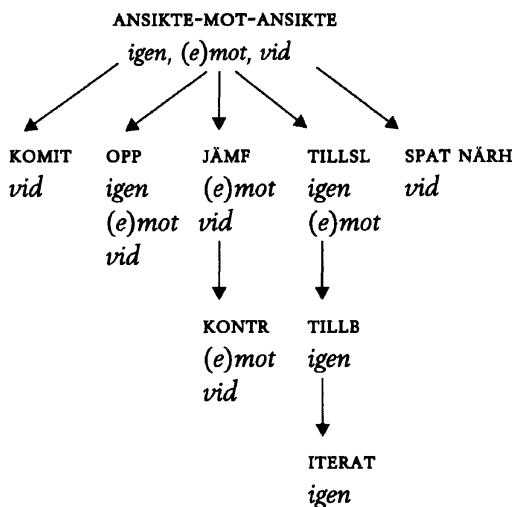 ANSIKTE-MOT-ANSIKTE
igen, (e)mot, vid
KOMIT OPP JÄMF TILLSL SPAT NÄRH
vid igen (e)mot igen vid
(e)mot vid (e)mot
vid
KONTR TILLB
(e)mot igen
vid
ITERAT
igen